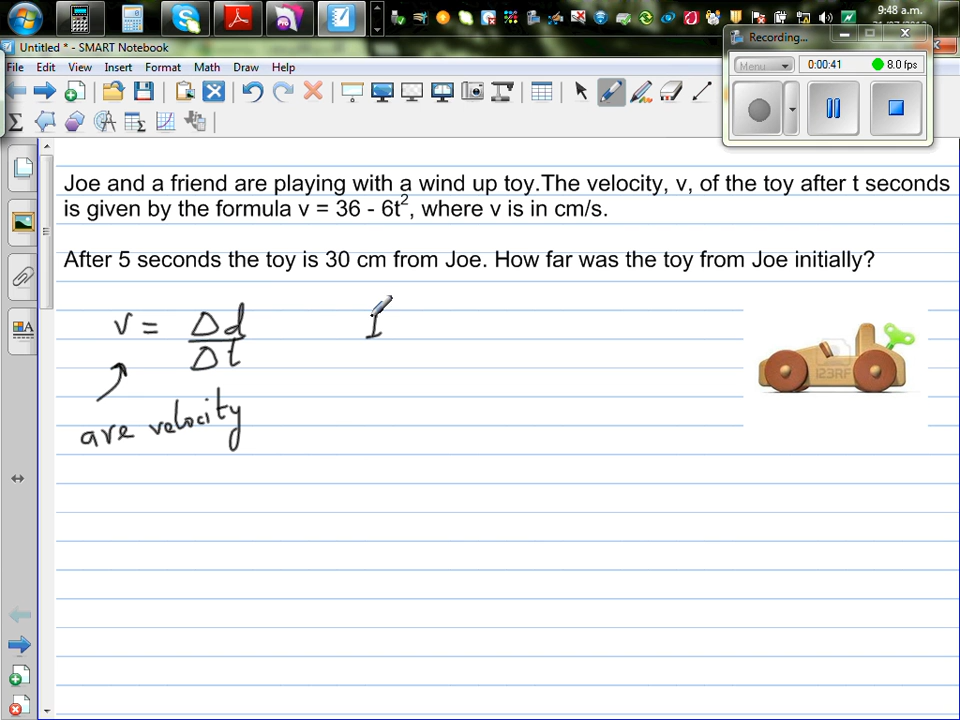 9:48 a.m.
Untitled * - SMART Notebook
Recording...
File Edit View Insert Format Math Draw Help
Menu 0:00:41 8.0 fps
Joe and a friend are playing with a wind up toy.The velocity, v, of the toy after t seconds
is given by the formula v = 36 - 6t², where v is in cm/s.
After 5 seconds the toy is 30 cm from Joe. How far was the toy from Joe initially?
v = Δd
Δt
I
are velocity
123RF